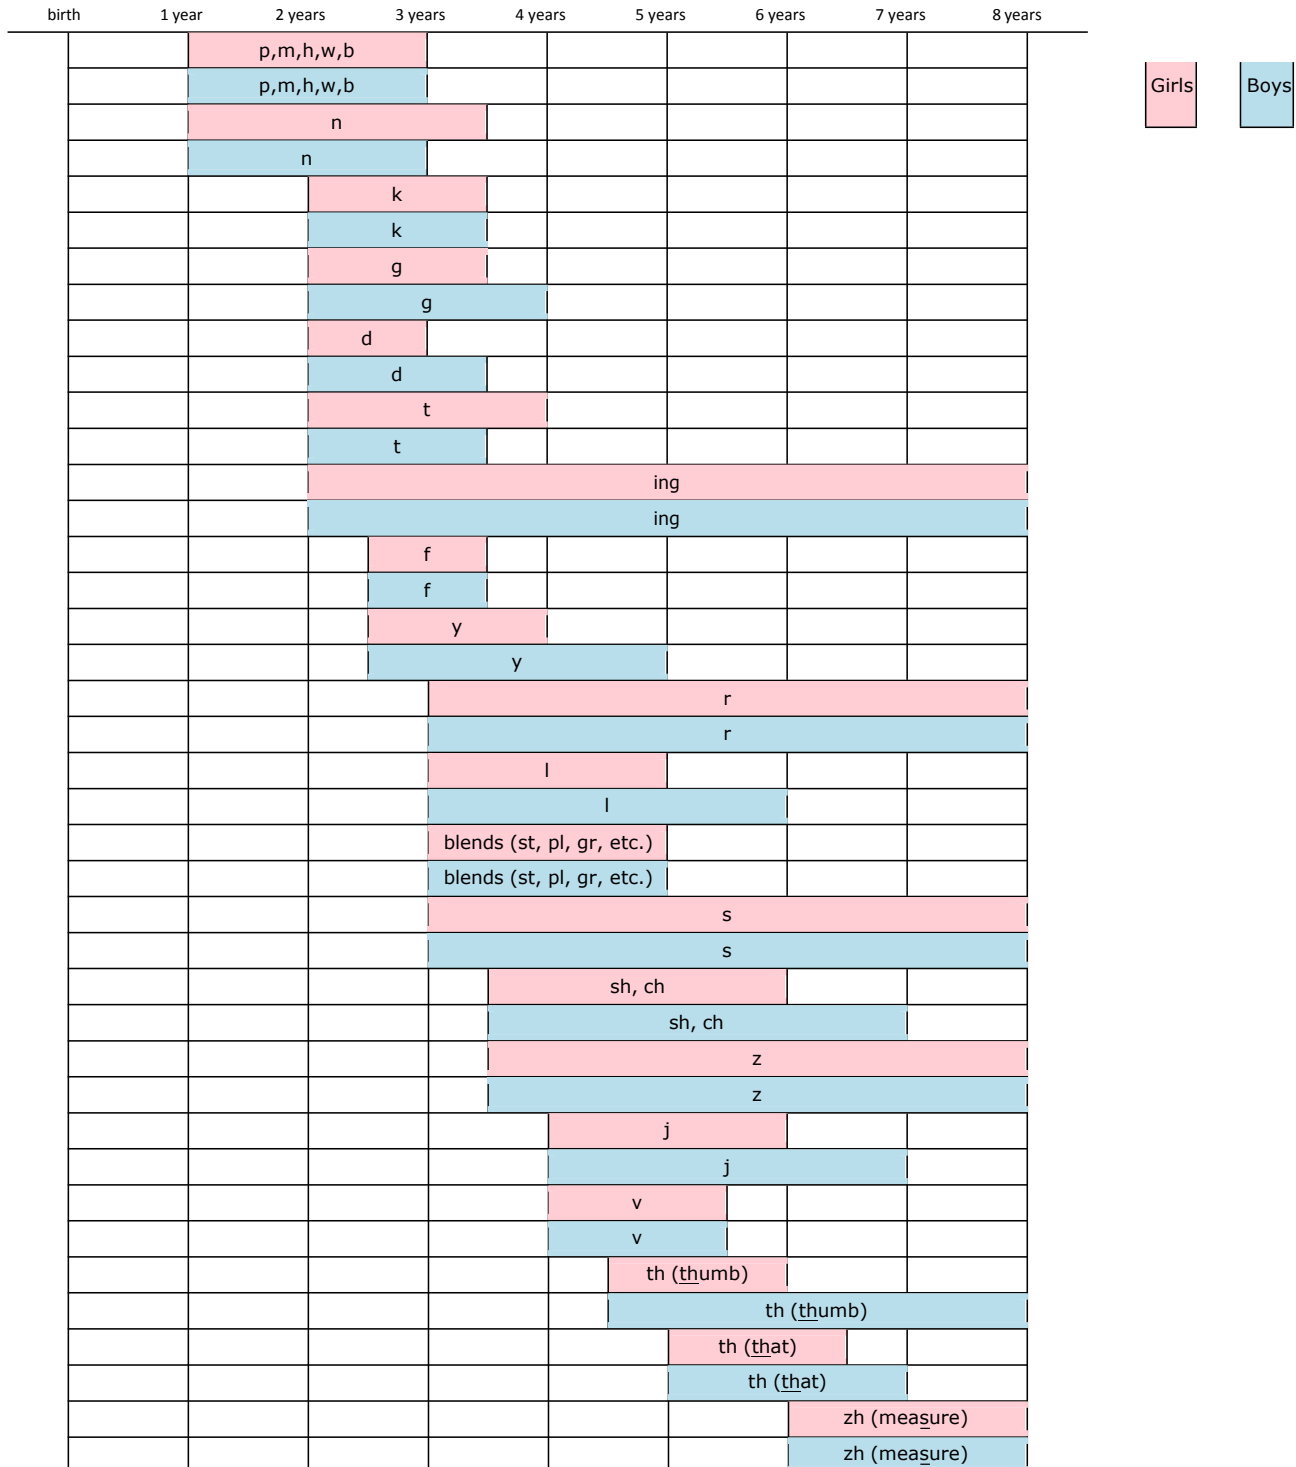 birth 1 year 2 years 3 years 4 years 5 years 6 years 7 years 8 years
p,m,h,w,b
Girls Boys
p,m,h,w,b
n
n
k
k
g
g
d
d
t
t
ing
ing
f
f
y
y
r
r
l
l
blends (st, pl, gr, etc.)
blends (st, pl, gr, etc.)
s
s
sh, ch
sh, ch
z
z
j
j
v
v
th (thumb)
th (thumb)
th (that)
th (that)
zh (measure)
zh (measure)